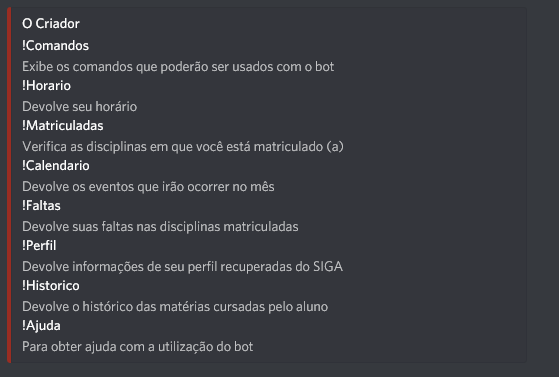 O Criador
!Comandos
Exibe os comandos que poderão ser usados com o bot
!Horario
Devolve seu horário
!Matriculadas
Verifica as disciplinas em que você está matriculado (a)
!Calendario
Devolve os eventos que irão ocorrer no mês
!Faltas
Devolve suas faltas nas disciplinas matriculadas
!Perfil
Devolve informações de seu perfil recuperadas do SIGA
!Historico
Devolve o histórico das matérias cursadas pelo aluno
!Ajuda
Para obter ajuda com a utilização do bot